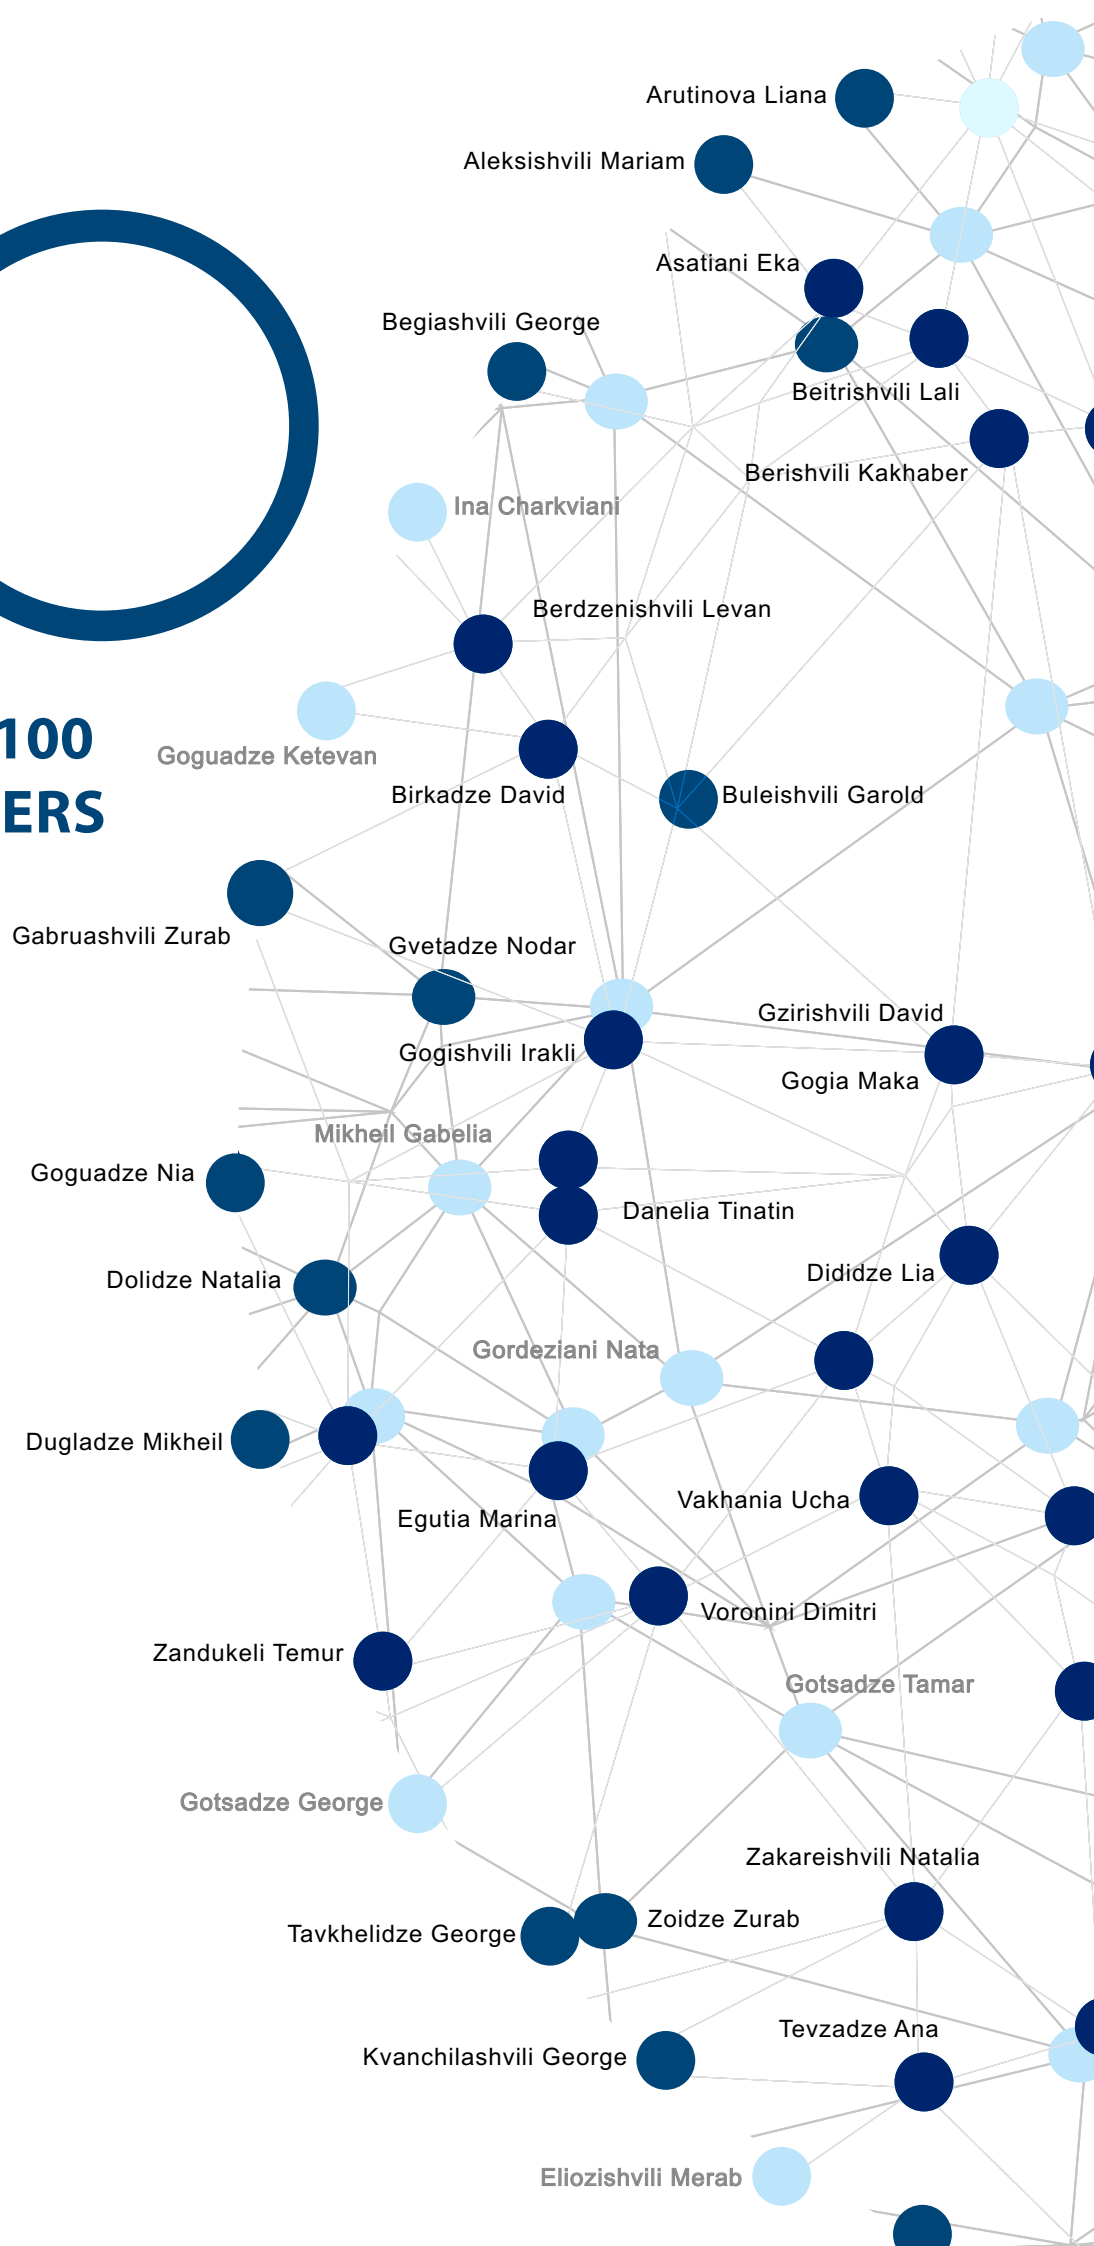 Arutinova Liana
Aleksishvili Mariam
Asatiani Eka
Begiashvili George
Beitrishvili Lali
Berishvili Kakhaber
Ina Charkviani
Berdzenishvili Levan
100
ERS
Goguadze Ketevan
Birkadze David
Buleishvili Garold
Gabruashvili Zurab
Gvetadze Nodar
Gzirishvili David
Gogishvili Irakli
Gogia Maka
Mikheil Gabelia
Goguadze Nia
Danelia Tinatin
Dolidze Natalia
Dididze Lia
Gordeziani Nata
Dugladze Mikheil
Vakhania Ucha
Egutia Marina
Voronini Dimitri
Zandukeli Temur
Gotsadze Tamar
Gotsadze George
Zakareishvili Natalia
Zoidze Zurab
Tavkhelidze George
Tevzadze Ana
Kvanchilashvili George
Eliozishvili Merab